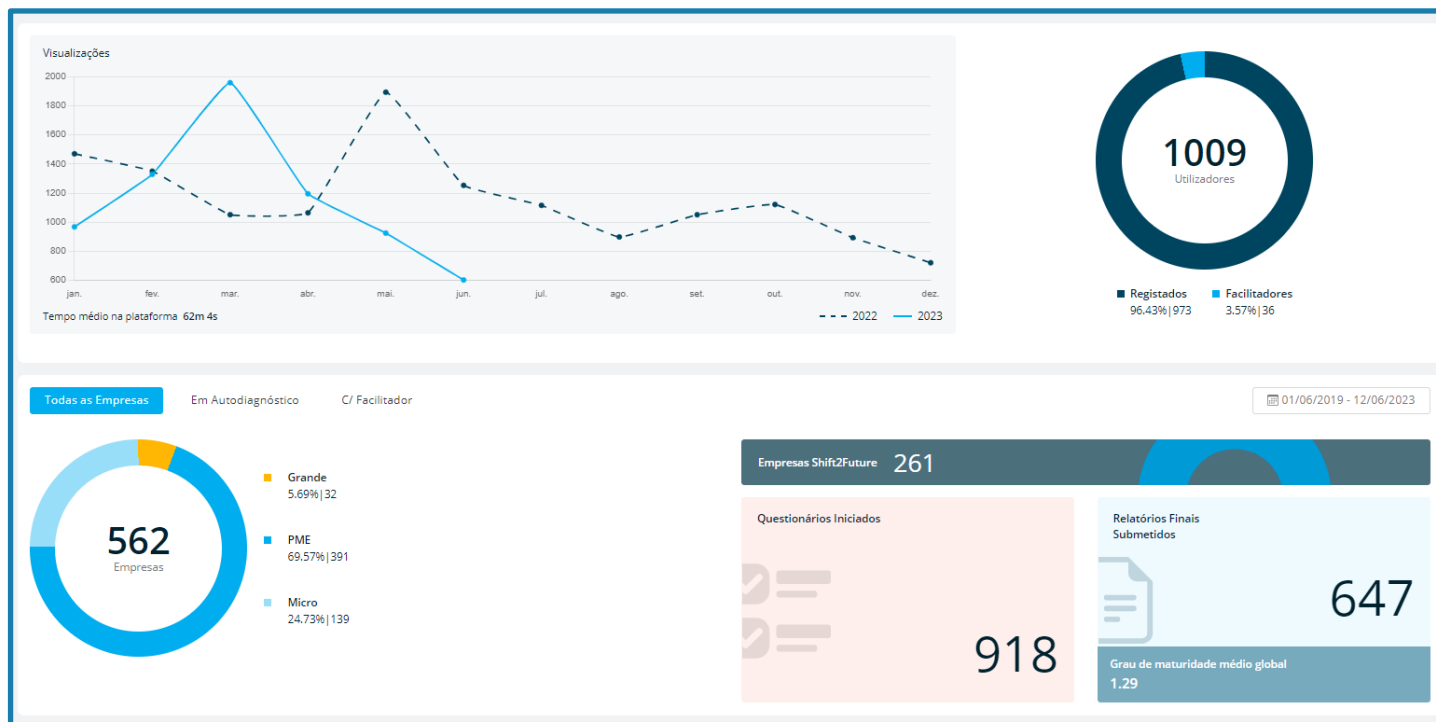 Visualizações
2000
1800
1600
1400
1200
1000
800
600
jan. fev. mar. abr. mai. jun. jul. ago. set. out. nov. dez.
Tempo médio na plataforma 62m 4s
2022 2023
1009
Utilizadores
Registados Facilitadores
96.43%|973 3.57%|36
Todas as Empresas Em Autodiagnóstico C/ Facilitador
01/06/2019 - 12/06/2023
562
Empresas
Grande
5.69%|32
PME
69.57%|391
Micro
24.73%|139
Empresas Shift2Future 261
Questionários Iniciados
918
Relatórios Finais
Submetidos
647
Grau de maturidade médio global
1.29